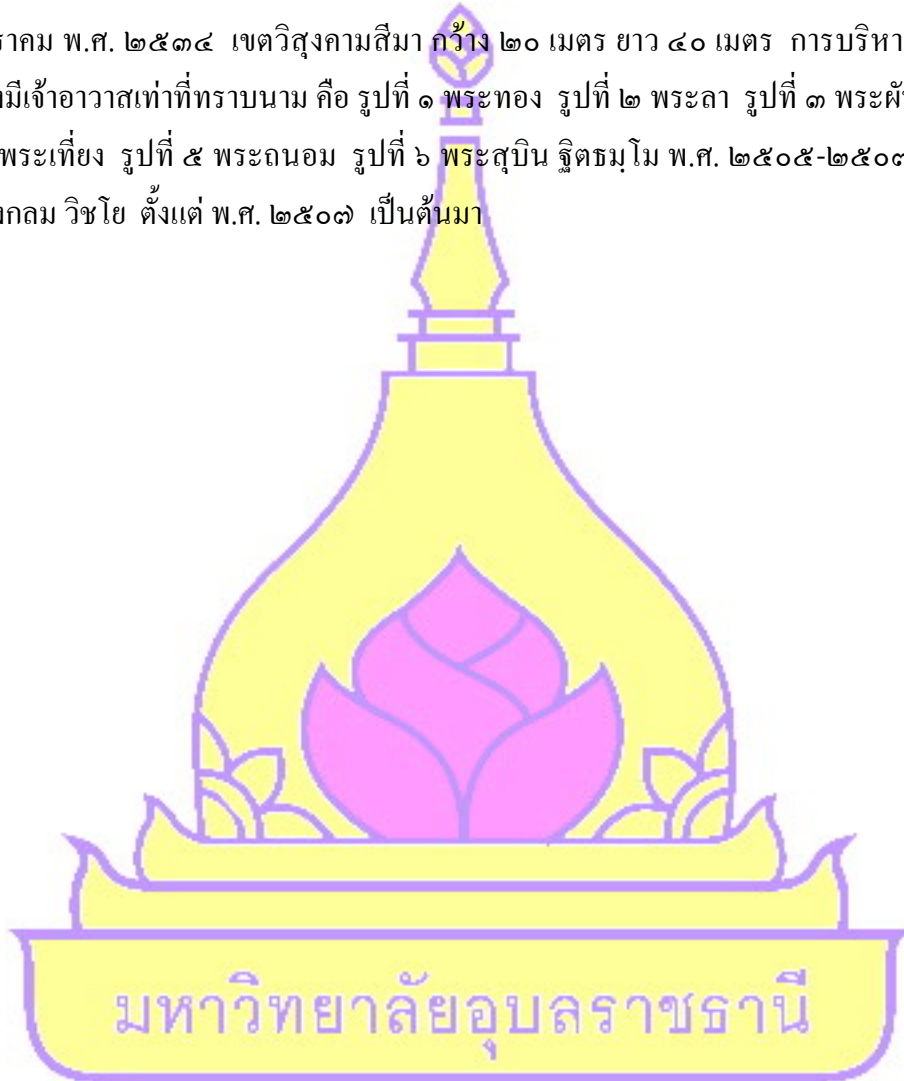 ราคม พ.ศ. ๒๕๓๔ เขตวิสุงคามสีมา กว้าง ๒๐ เมตร ยาว ๔๐ เมตร การบริหา
มีเจ้าอาวาสเท่าที่ทราบนาม คือ รูปที่ ๑ พระทอง รูปที่ ๒ พระลา รูปที่ ๓
พระเที่ยง รูปที่ ๕ พระถนอม รูปที่ ๖ พระสุบิน ฐิตธมฺโม พ.ศ. ๒๕๐๕-๒๕๐๗
งกลม วิชโย ตั้งแต่ พ.ศ. ๒๕๐๗ เป็นต้นมา
มหาวิทยาลัยอุบลราชธานี